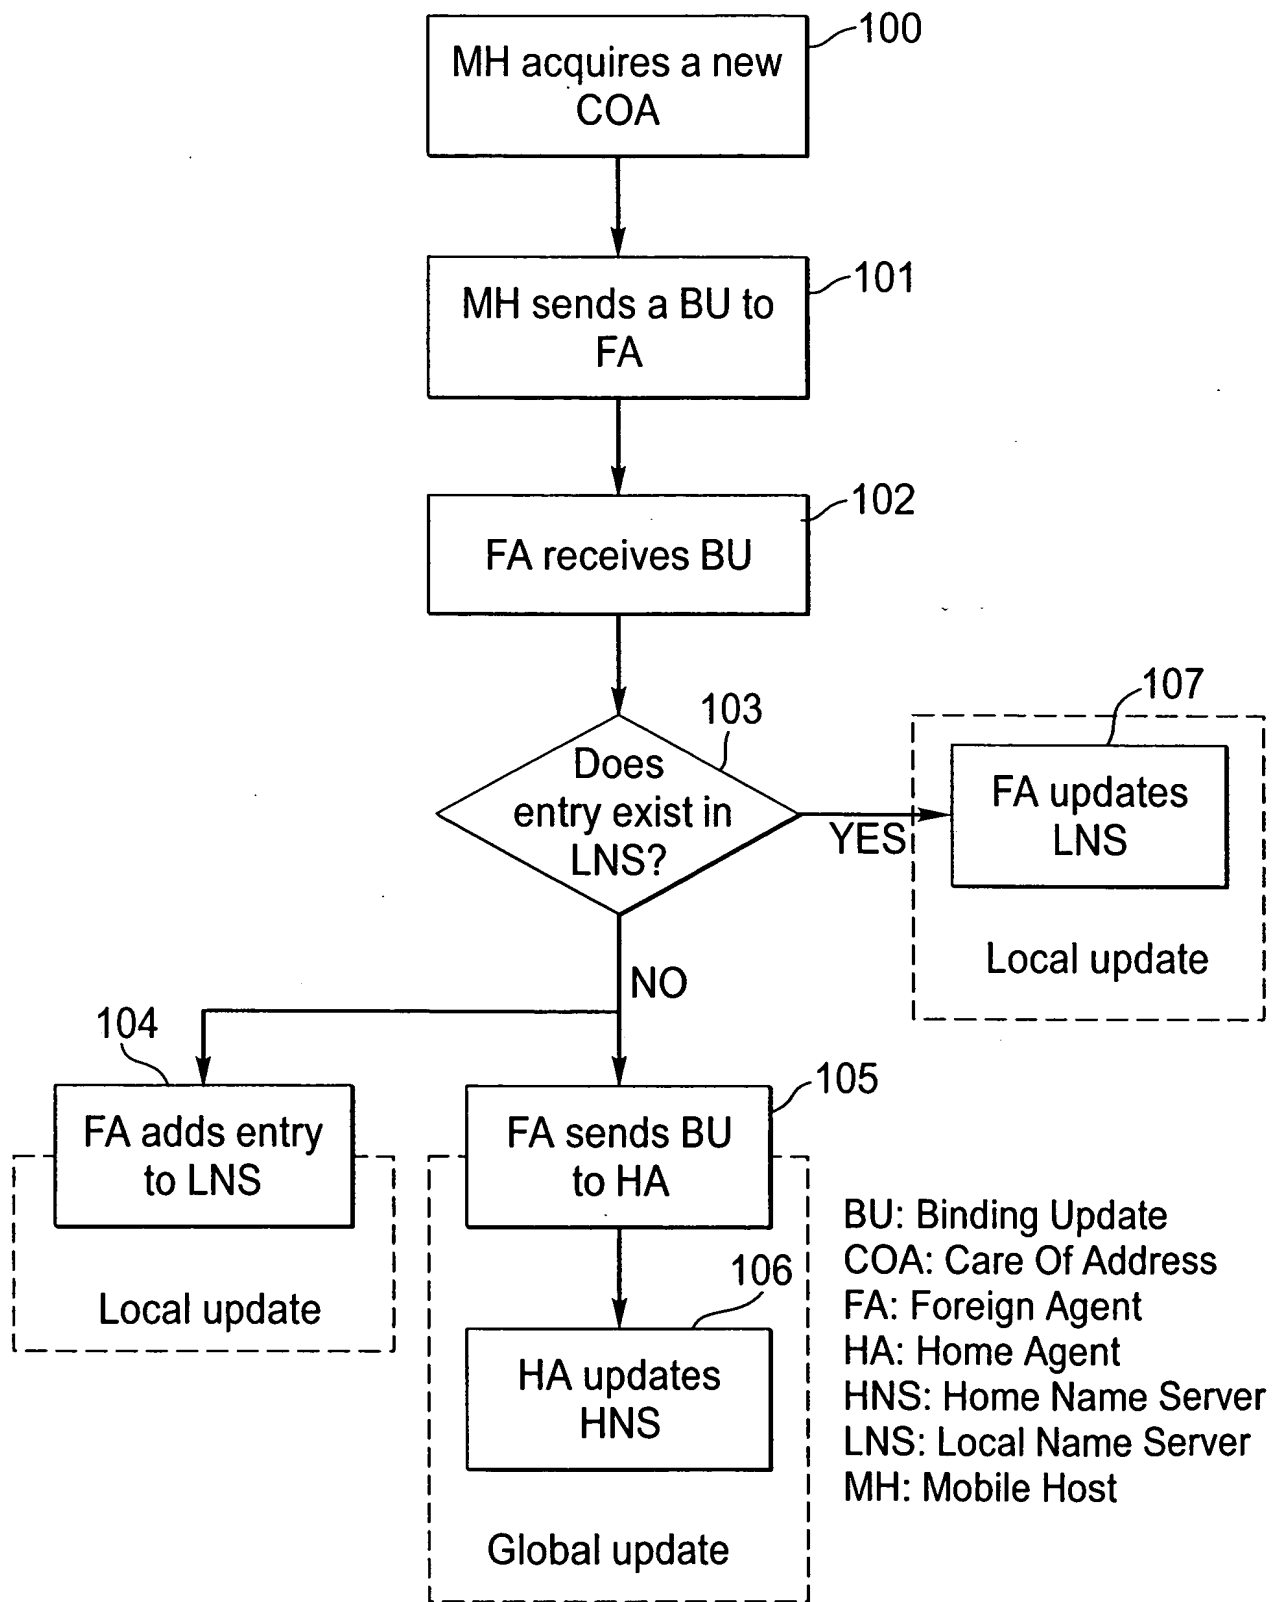 100
MH acquires a new
COA
101
MH sends a BU to
FA
102
FA receives BU
103
Does
entry exist in
LNS?
YES
107
FA updates
LNS
Local update
NO
104
FA adds entry
to LNS
Local update
105
FA sends BU
to HA
106
HA updates
HNS
Global update
BU: Binding Update
COA: Care Of Address
FA: Foreign Agent
HA: Home Agent
HNS: Home Name Server
LNS: Local Name Server
MH: Mobile Host